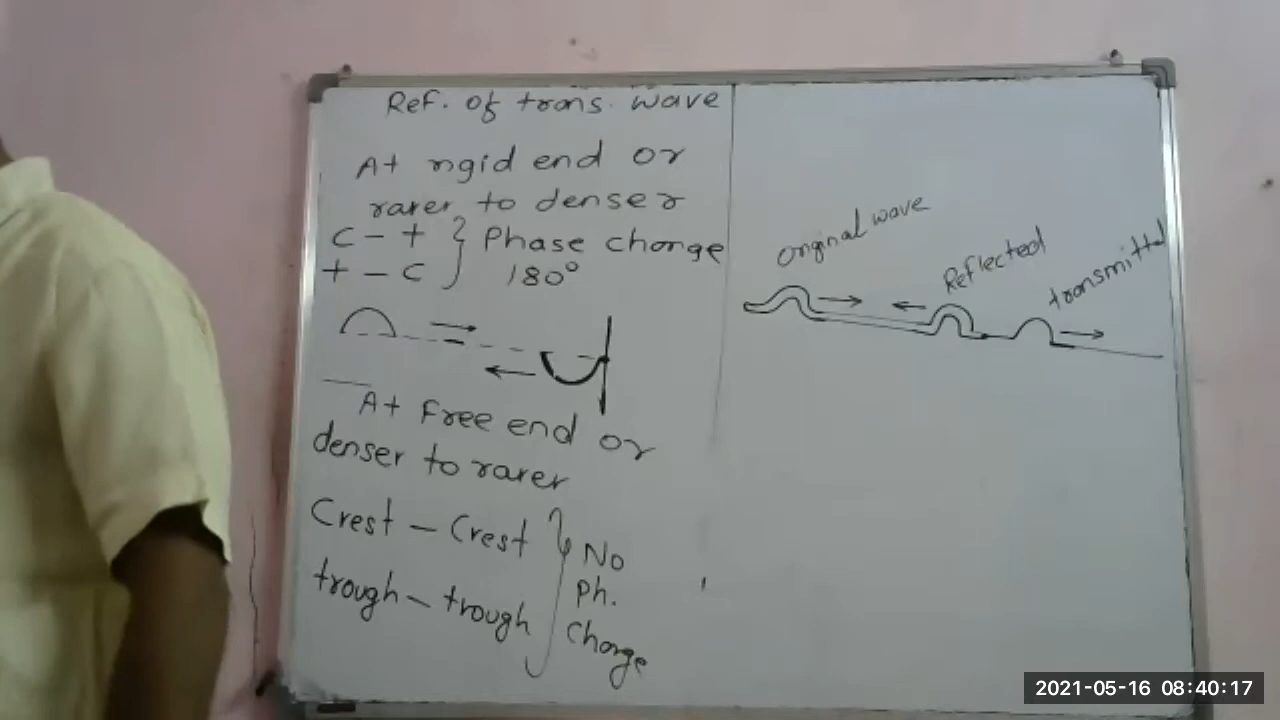 Ref. of trans. wave
At rigid end or
rarer to denser
C - t } Phase change
t - C } 180°
At Free end or
denser to rarer
Crest - Crest } No
Ph.
trough - trough } Change
Original wave
Reflected
transmitted
2021-05-16 08:40:17